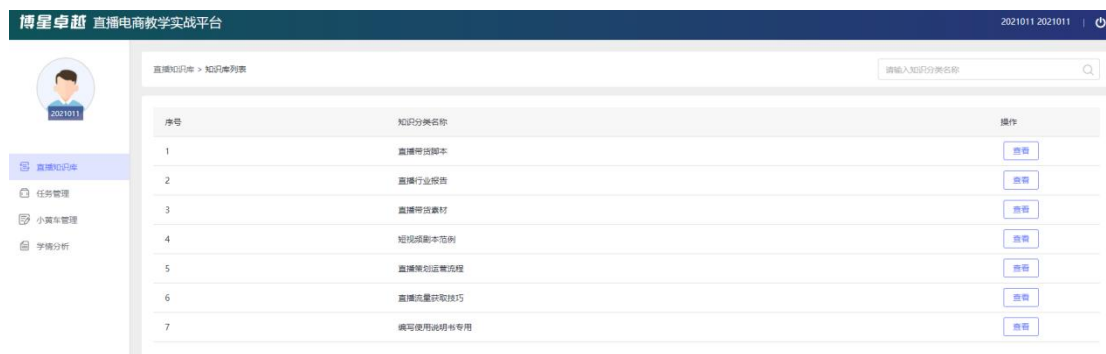 博星卓越 直播电商教学实战平台 2021011 2021011 |
直播知识库 > 知识库列表 请输入知识分类名称
2021011
序号 知识分类名称 操作
1 直播带货脚本 查看
直播知识库
2 直播行业报告 查看
任务管理
3 直播带货素材 查看
小黄车管理
4 短视频剧本范例 查看
学情分析
5 直播策划运营流程 查看
6 直播流量获取技巧 查看
7 编写使用说明书专用 查看